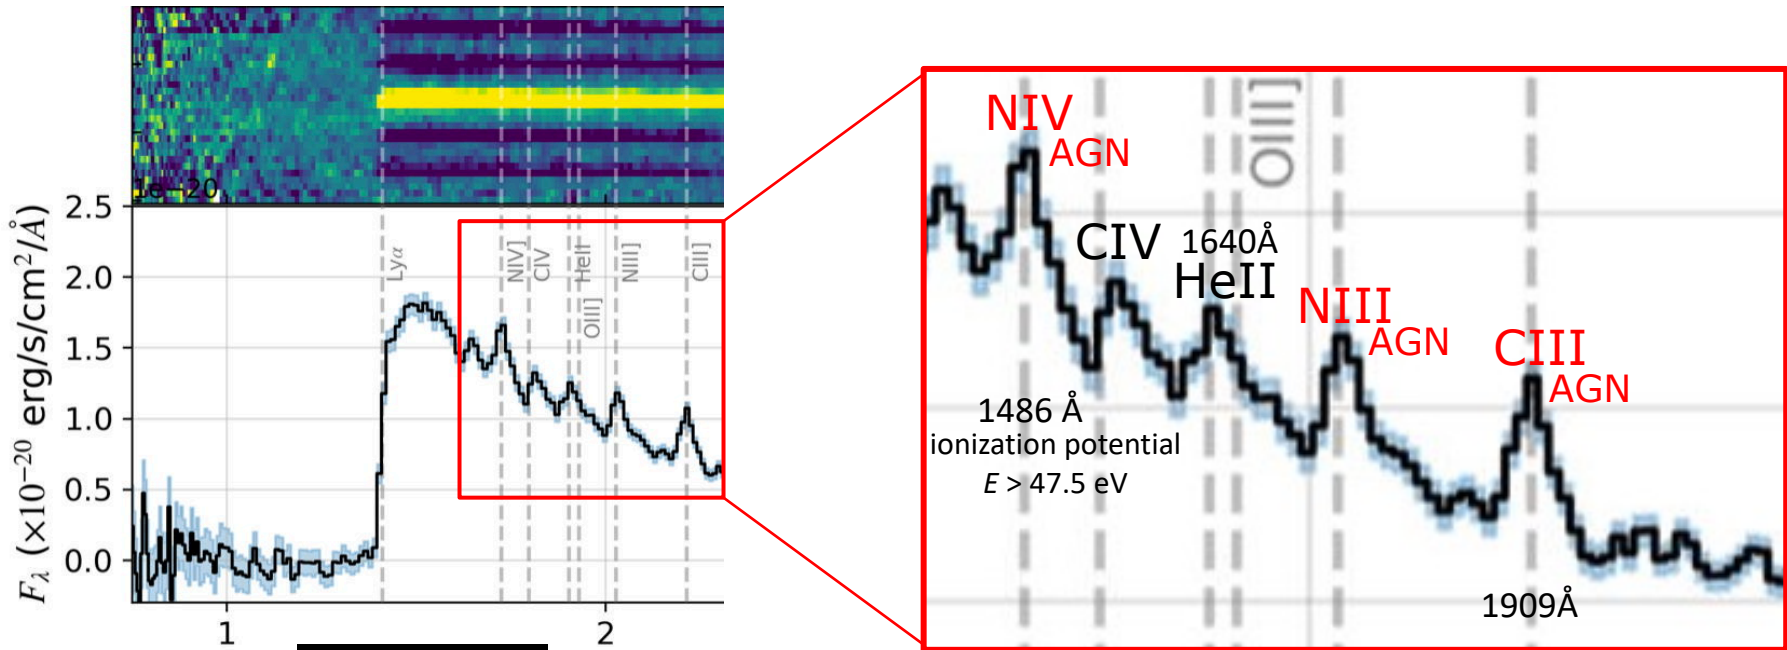 1e−20
2.5
2.0
1.5
1.0
0.5
0.0
Fλ (×10⁻²⁰ erg/s/cm²/Å)
Lyα
NIV]
CIV
HeII
OIII]
NIII]
CIII]
1
2
OIII]
NIV
AGN
CIV
1640Å
HeII
NIII
AGN
CIII
AGN
1486 Å
ionization potential
E > 47.5 eV
1909Å